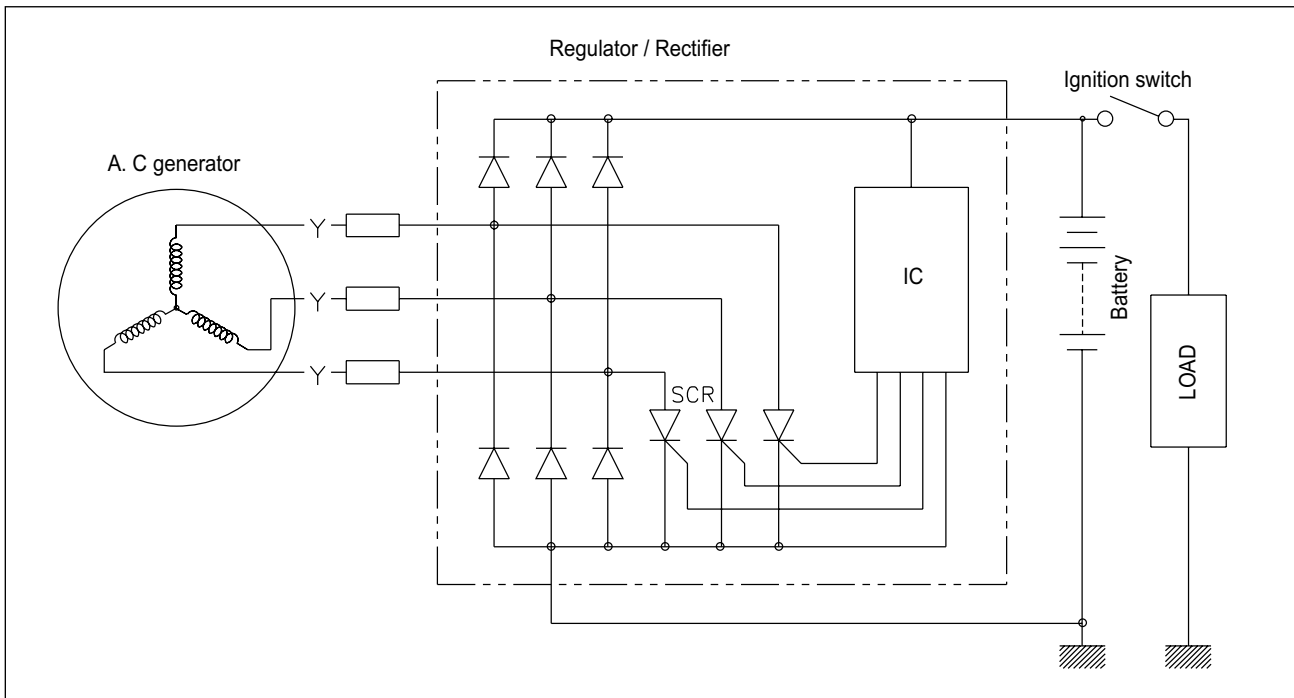 Regulator / Rectifier
Ignition switch
A. C generator
Y
Y
Y
IC
Battery
LOAD
SCR